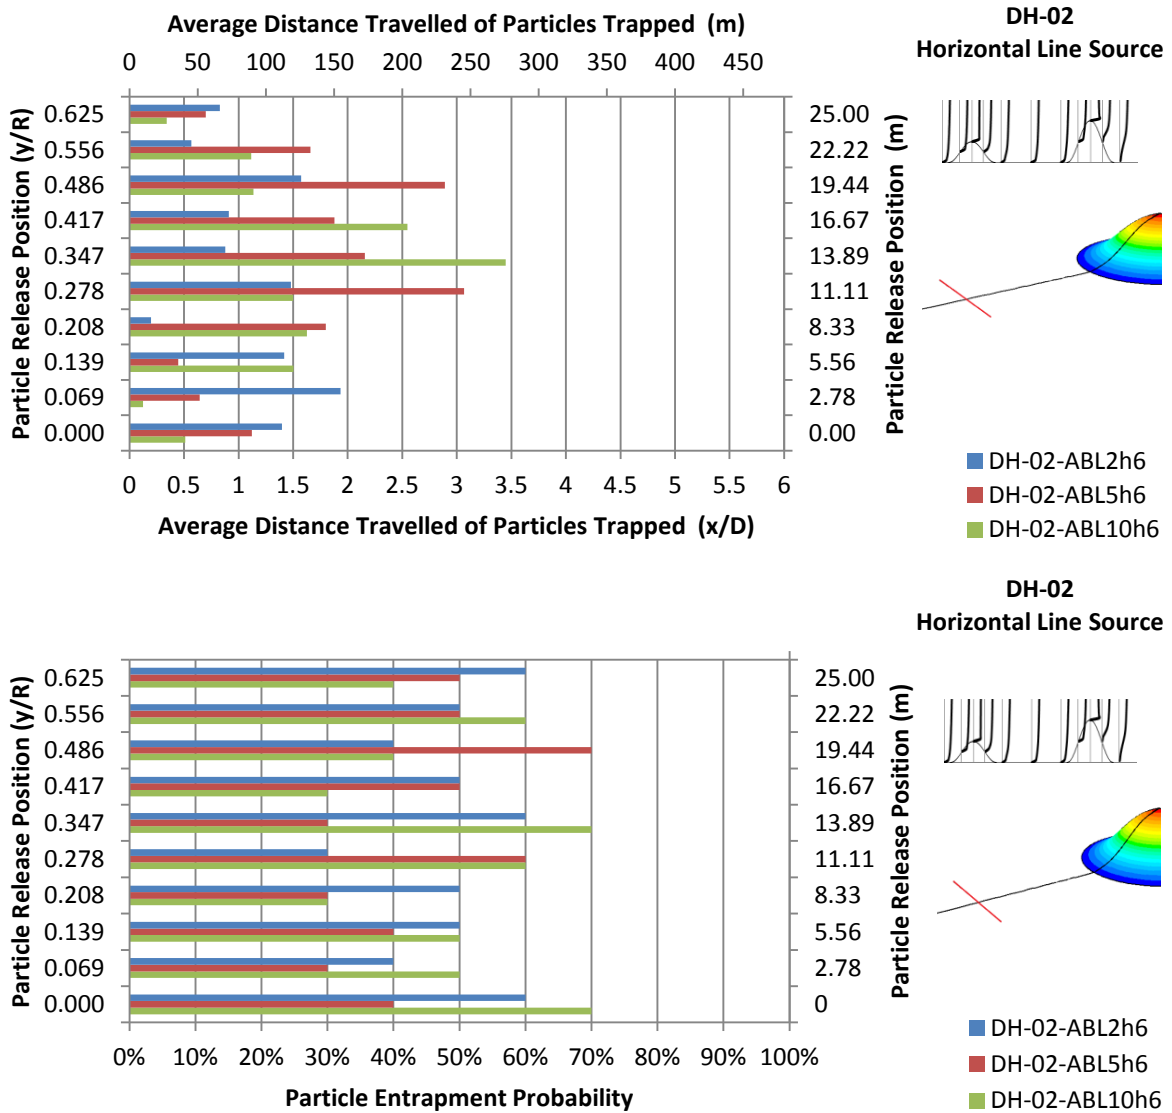 Average Distance Travelled of Particles Trapped (m)
0 50 100 150 200 250 300 350 400 450
DH-02
Horizontal Line Source
Particle Release Position (y/R)
0.625
0.556
0.486
0.417
0.347
0.278
0.208
0.139
0.069
0.000
25.00
22.22
19.44
16.67
13.89
11.11
8.33
5.56
2.78
0.00
Particle Release Position (m)
0 0.5 1 1.5 2 2.5 3 3.5 4 4.5 5 5.5 6
Average Distance Travelled of Particles Trapped (x/D)
DH-02-ABL2h6
DH-02-ABL5h6
DH-02-ABL10h6
DH-02
Horizontal Line Source
Particle Release Position (y/R)
0.625
0.556
0.486
0.417
0.347
0.278
0.208
0.139
0.069
0.000
25.00
22.22
19.44
16.67
13.89
11.11
8.33
5.56
2.78
0
Particle Release Position (m)
0% 10% 20% 30% 40% 50% 60% 70% 80% 90% 100%
Particle Entrapment Probability
DH-02-ABL2h6
DH-02-ABL5h6
DH-02-ABL10h6